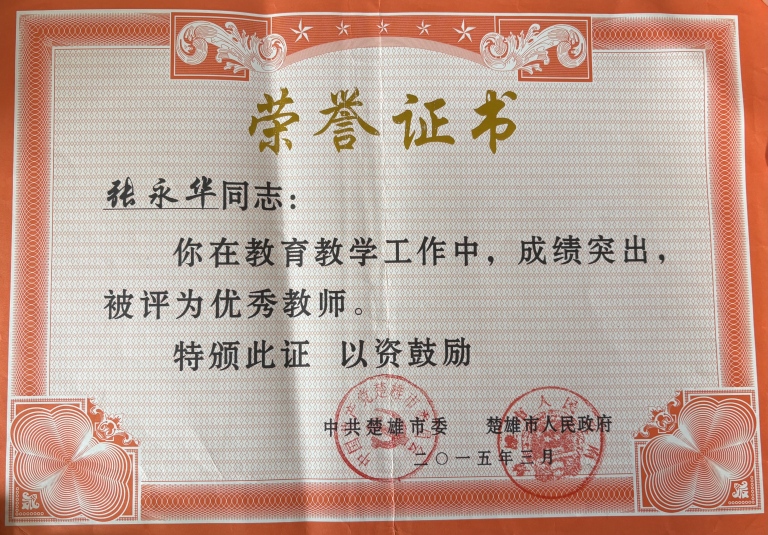 荣誉证书
张永华同志：
你在教育教学工作中，成绩突出，
被评为优秀教师。
特颁此证 以资鼓励
中共楚雄市委 楚雄市人民政府
二〇一五年三月